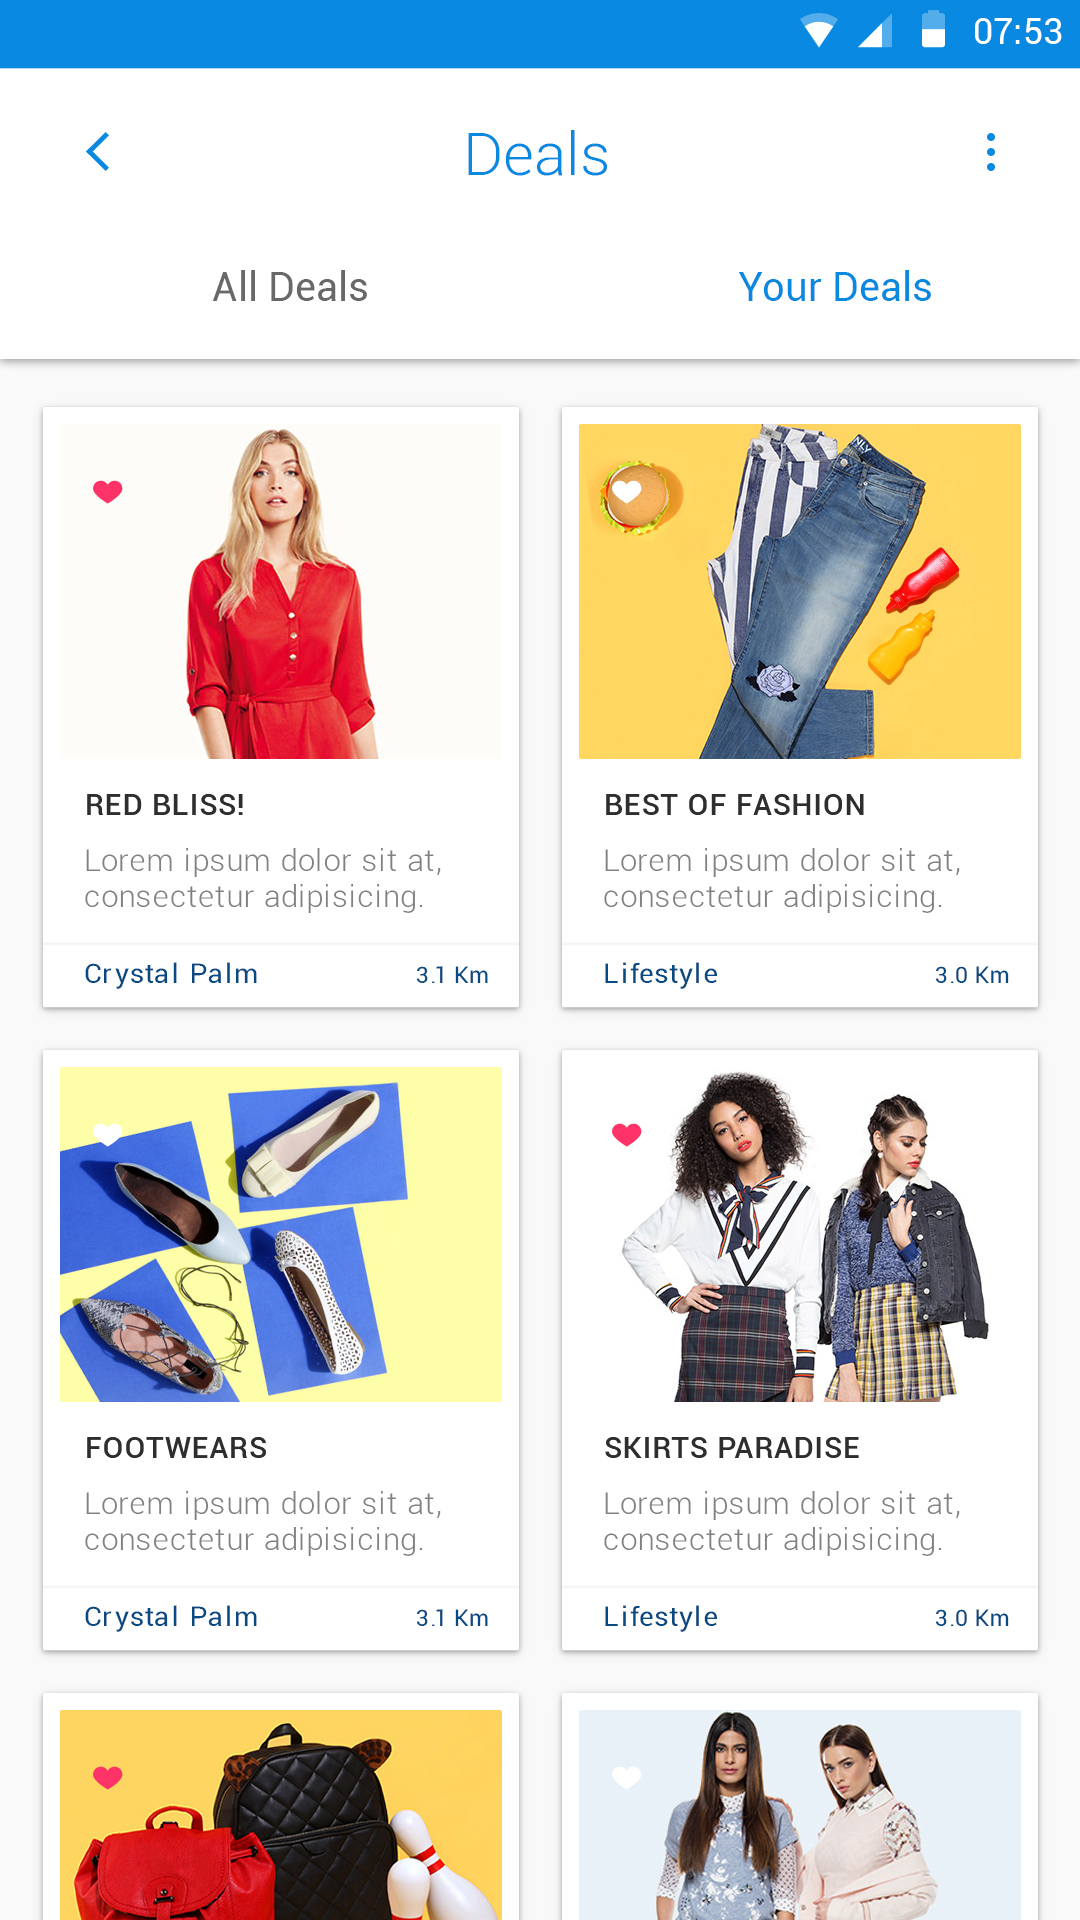 07:53
Deals
All Deals
Your Deals
NLY
RED BLISS!
Lorem ipsum dolor sit at,
consectetur adipisicing.
Crystal Palm
3.1 Km
BEST OF FASHION
Lorem ipsum dolor sit at,
consectetur adipisicing.
Lifestyle
3.0 Km
FOOTWEARS
Lorem ipsum dolor sit at,
consectetur adipisicing.
Crystal Palm
3.1 Km
SKIRTS PARADISE
Lorem ipsum dolor sit at,
consectetur adipisicing.
Lifestyle
3.0 Km